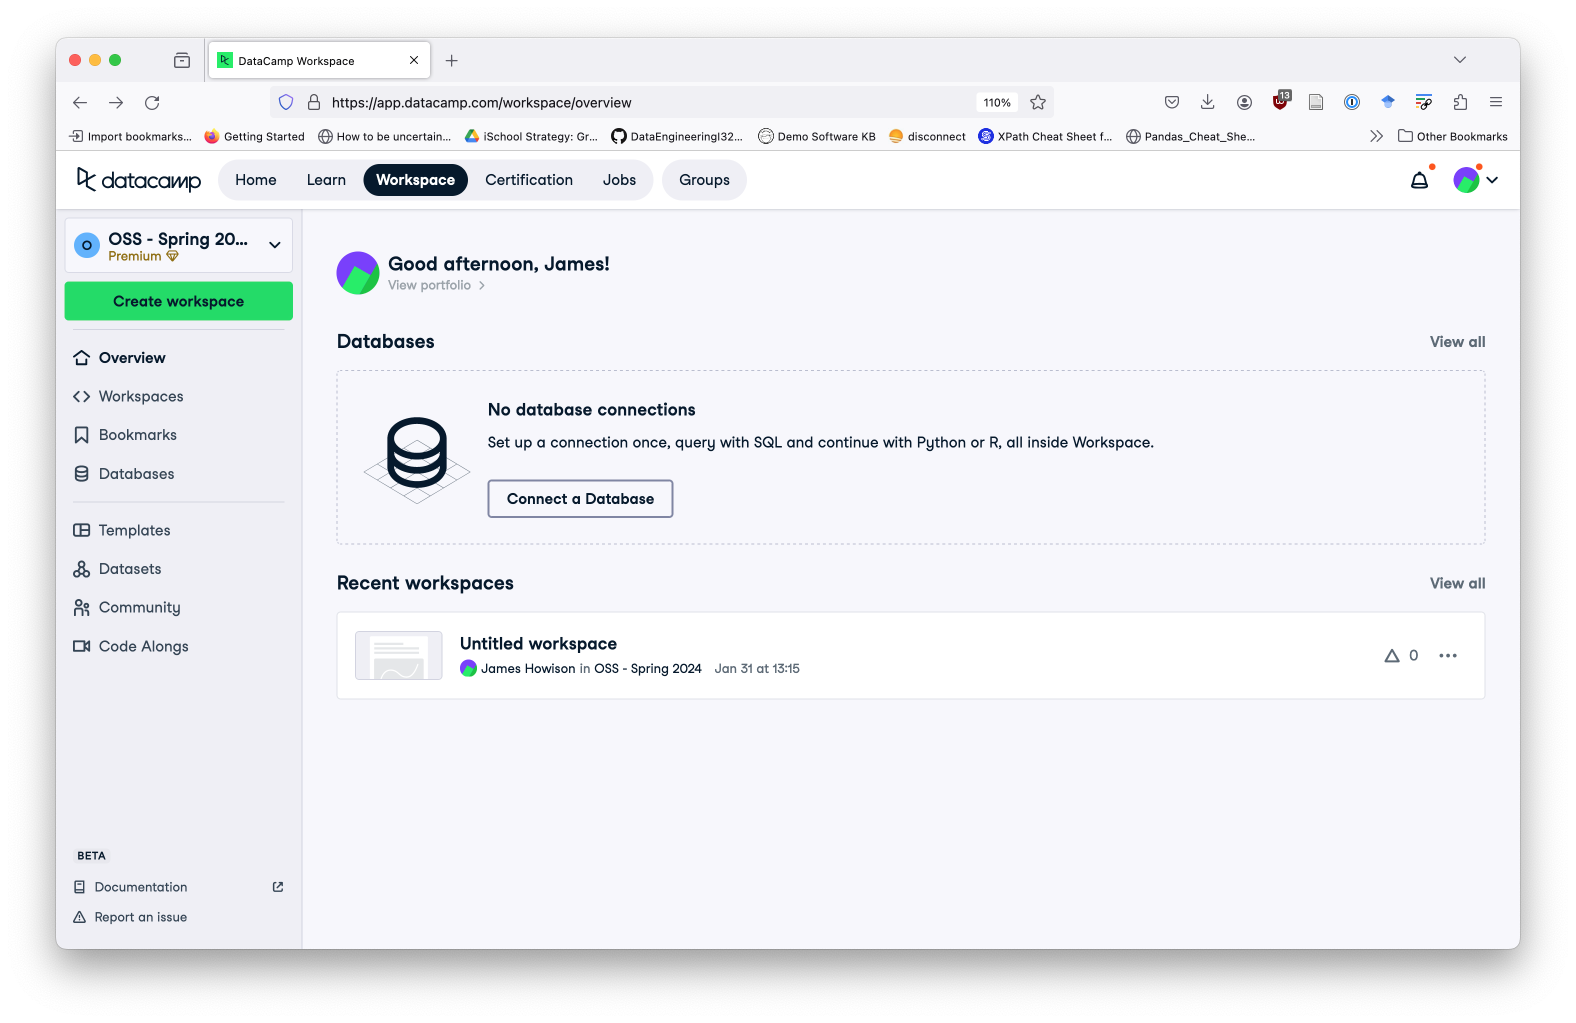 DataCamp Workspace
https://app.datacamp.com/workspace/overview
110%
13
Import bookmarks...
Getting Started
How to be uncertain...
iSchool Strategy: Gr...
DataEngineeringI32...
Demo Software KB
disconnect
XPath Cheat Sheet f...
Pandas_Cheat_She...
Other Bookmarks
datacamp
Home
Learn
Workspace
Certification
Jobs
Groups
O
OSS - Spring 20...
Premium
Create workspace
Overview
Workspaces
Bookmarks
Databases
Templates
Datasets
Community
Code Alongs
BETA
Documentation
Report an issue
Good afternoon, James!
View portfolio
Databases
View all
No database connections
Set up a connection once, query with SQL and continue with Python or R, all inside Workspace.
Connect a Database
Recent workspaces
View all
Untitled workspace
James Howison in OSS - Spring 2024 Jan 31 at 13:15
0